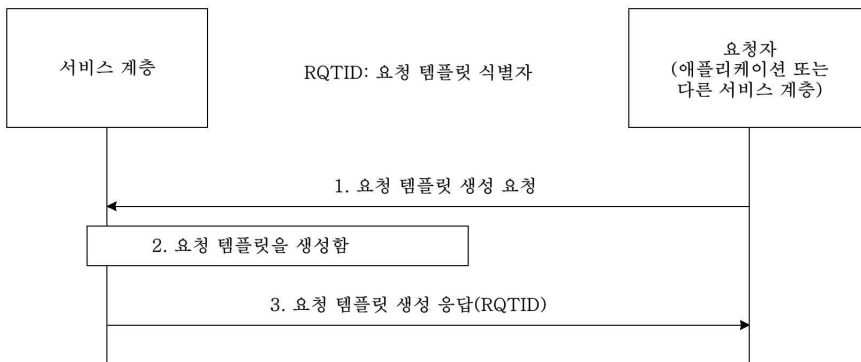 서비스 계층
RQTID: 요청 템플릿 식별자
요청자
(애플리케이션 또는
다른 서비스 계층)
1. 요청 템플릿 생성 요청
2. 요청 템플릿을 생성함
3. 요청 템플릿 생성 응답(RQTID)